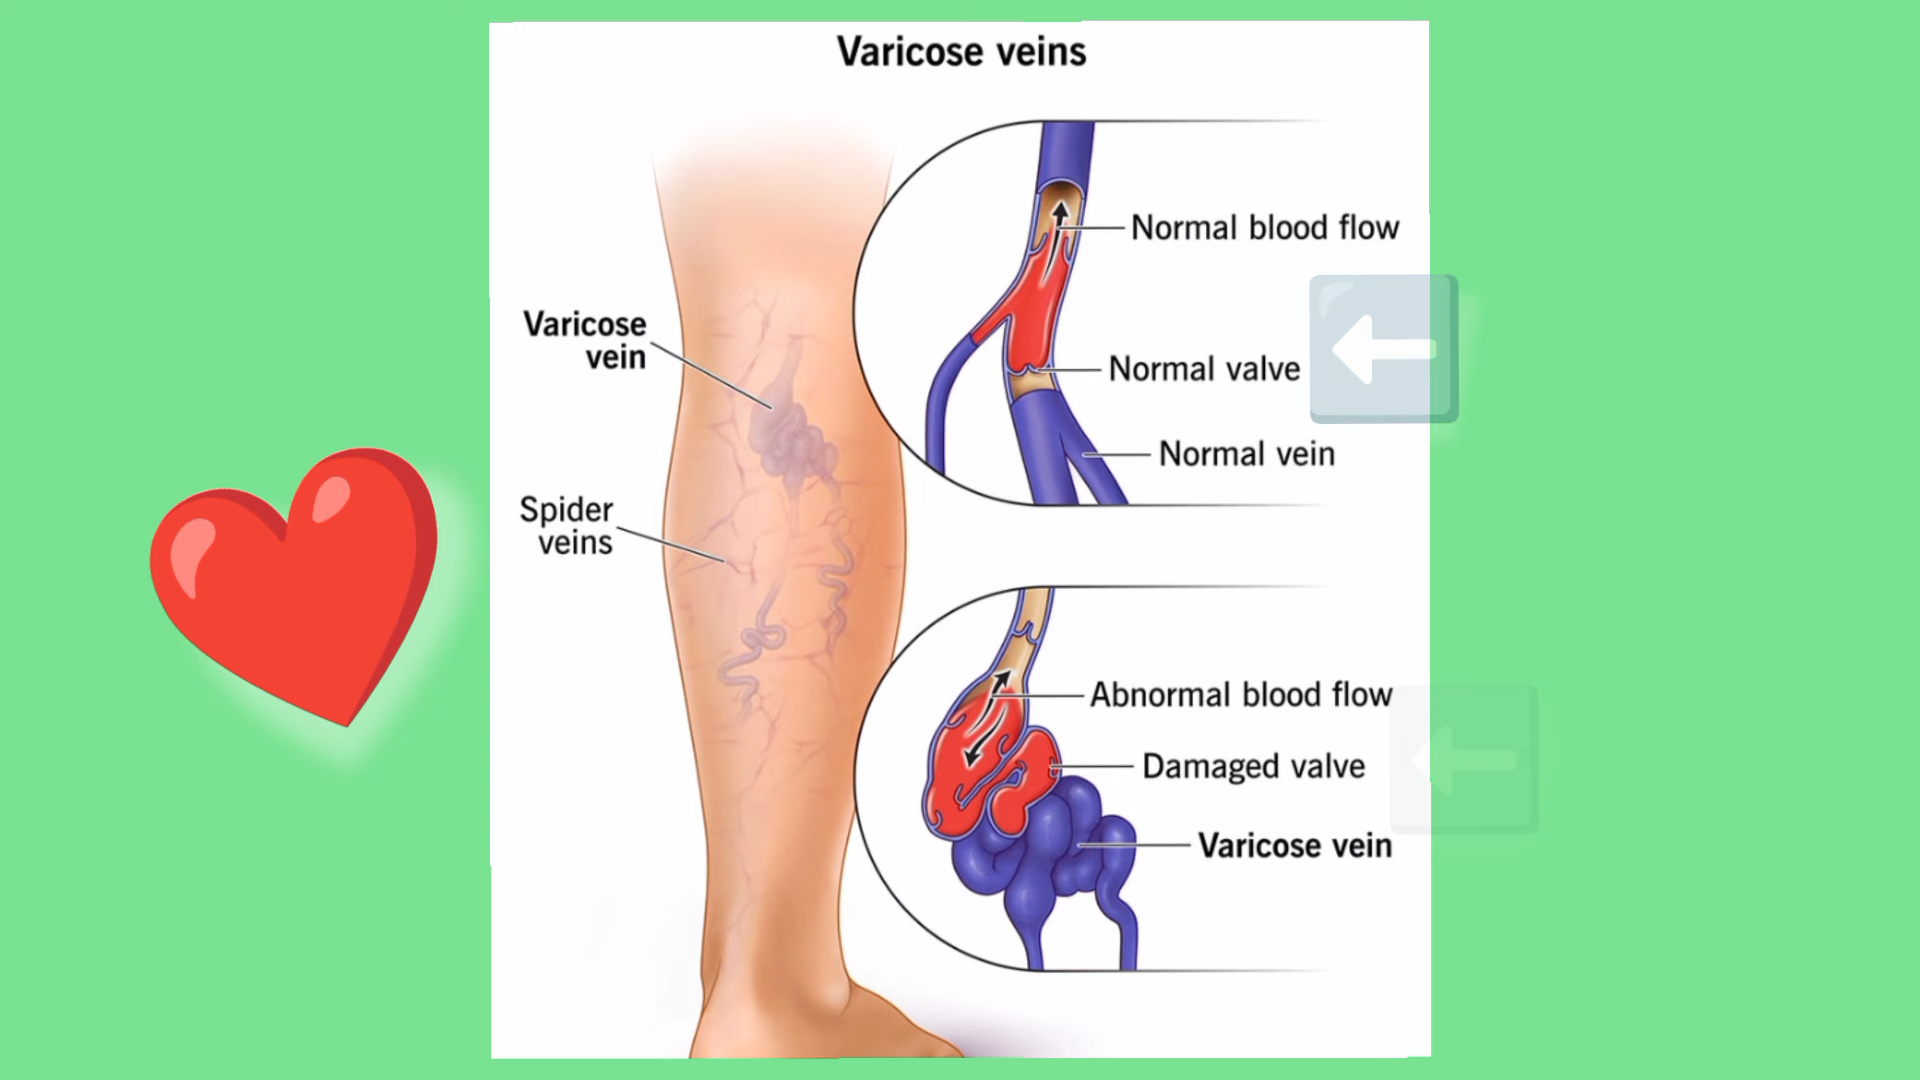 Varicose veins
Normal blood flow
Varicose
vein
Normal valve
Normal vein
Spider
veins
Abnormal blood flow
Damaged valve
Varicose vein